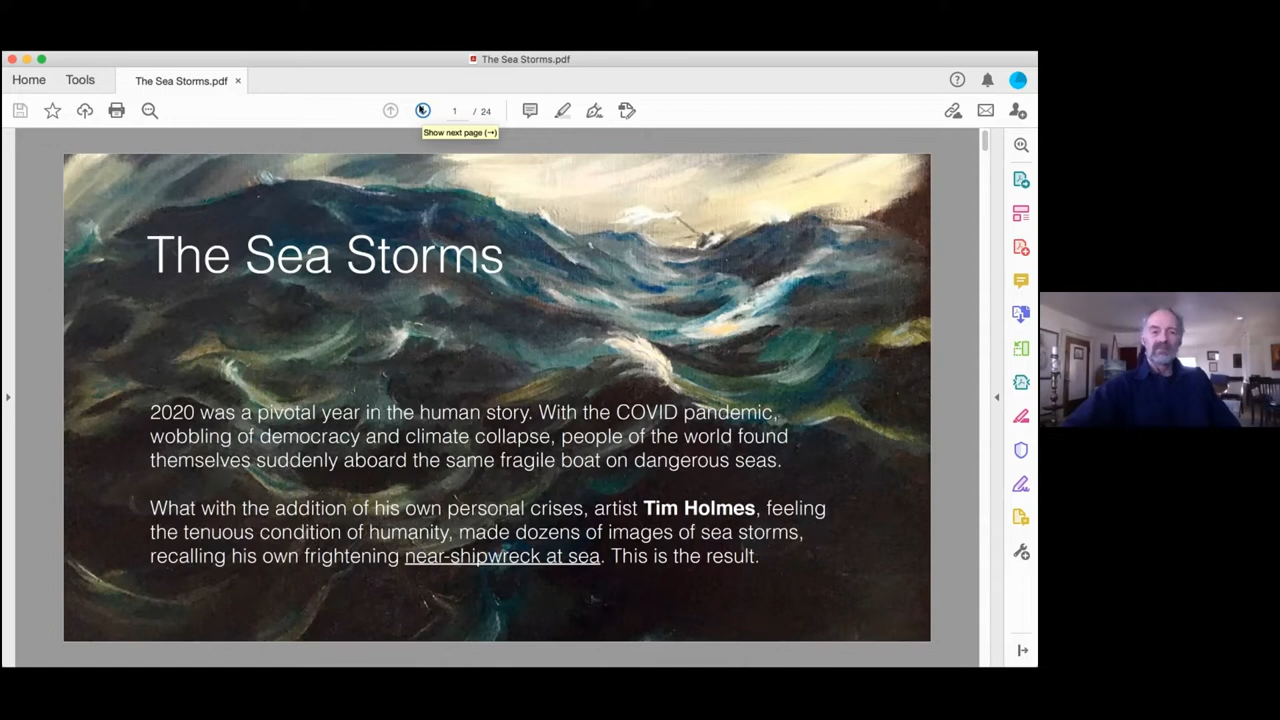 The Sea Storms.pdf
Home
Tools
The Sea Storms.pdf
1 / 24
Show next page (→)
The Sea Storms
2020 was a pivotal year in the human story. With the COVID pandemic,
wobbling of democracy and climate collapse, people of the world found
themselves suddenly aboard the same fragile boat on dangerous seas.
What with the addition of his own personal crises, artist Tim Holmes, feeling
the tenuous condition of humanity, made dozens of images of sea storms,
recalling his own frightening near-shipwreck at sea. This is the result.